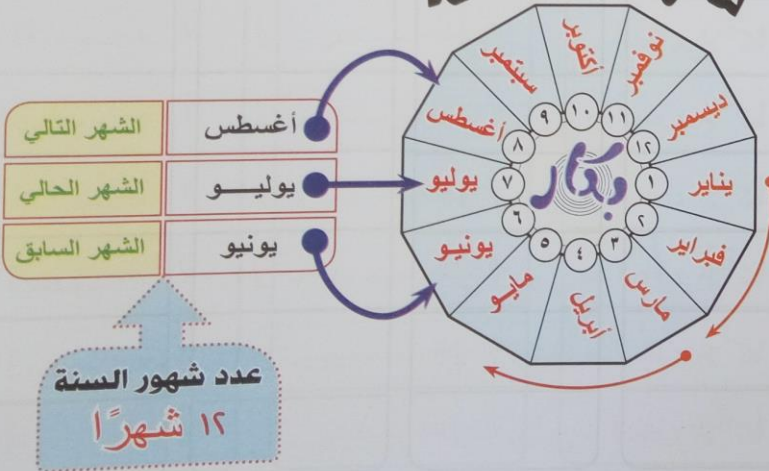 نوفمبر
أكتوبر
سبتمبر
ديسمبر
أغسطس
يناير
يوليو
فبراير
يونيو
مارس
أبريل
مايو
١
٢
٣
٤
٥
٦
٧
٨
٩
١٠
١١
١٢
بكار
أغسطس الشهر التالي
يوليــــو الشهر الحالي
يونيو الشهر السابق
عدد شهور السنة
١٢ شهرًا